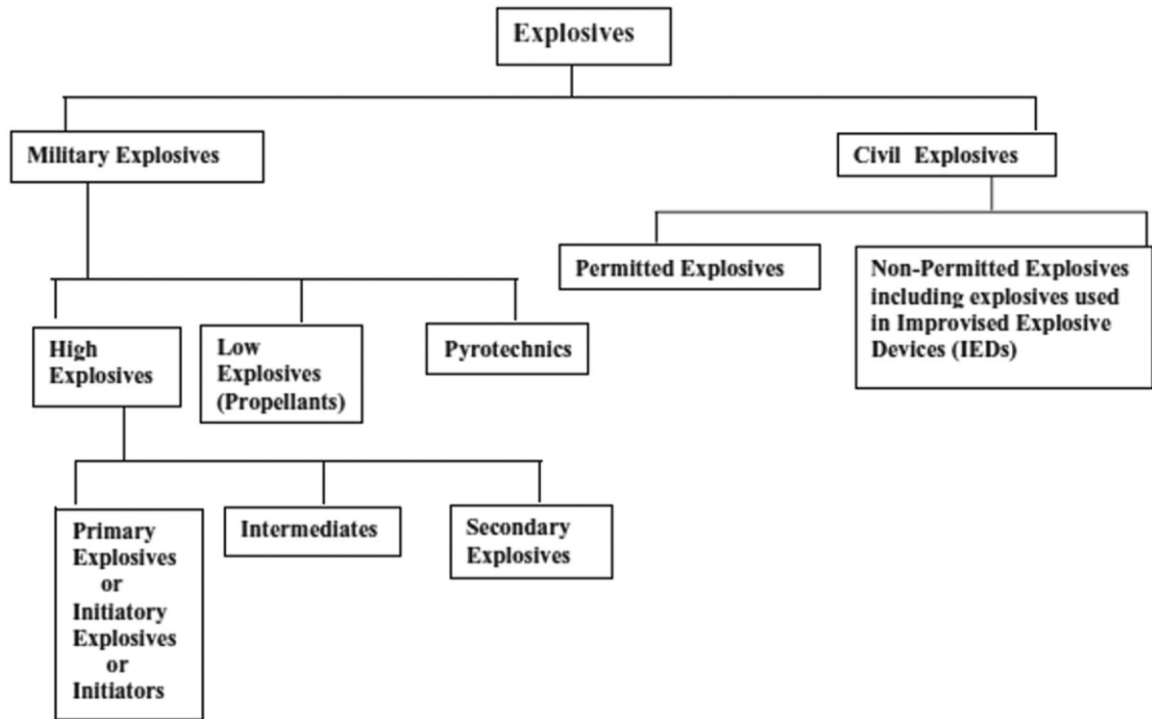 Explosives
Military Explosives
Civil Explosives
Permitted Explosives
Non-Permitted Explosives
including explosives used
in Improvised Explosive
Devices (IEDs)
High
Explosives
Low
Explosives
(Propellants)
Pyrotechnics
Primary
Explosives
or
Initiatory
Explosives
or
Initiators
Intermediates
Secondary
Explosives